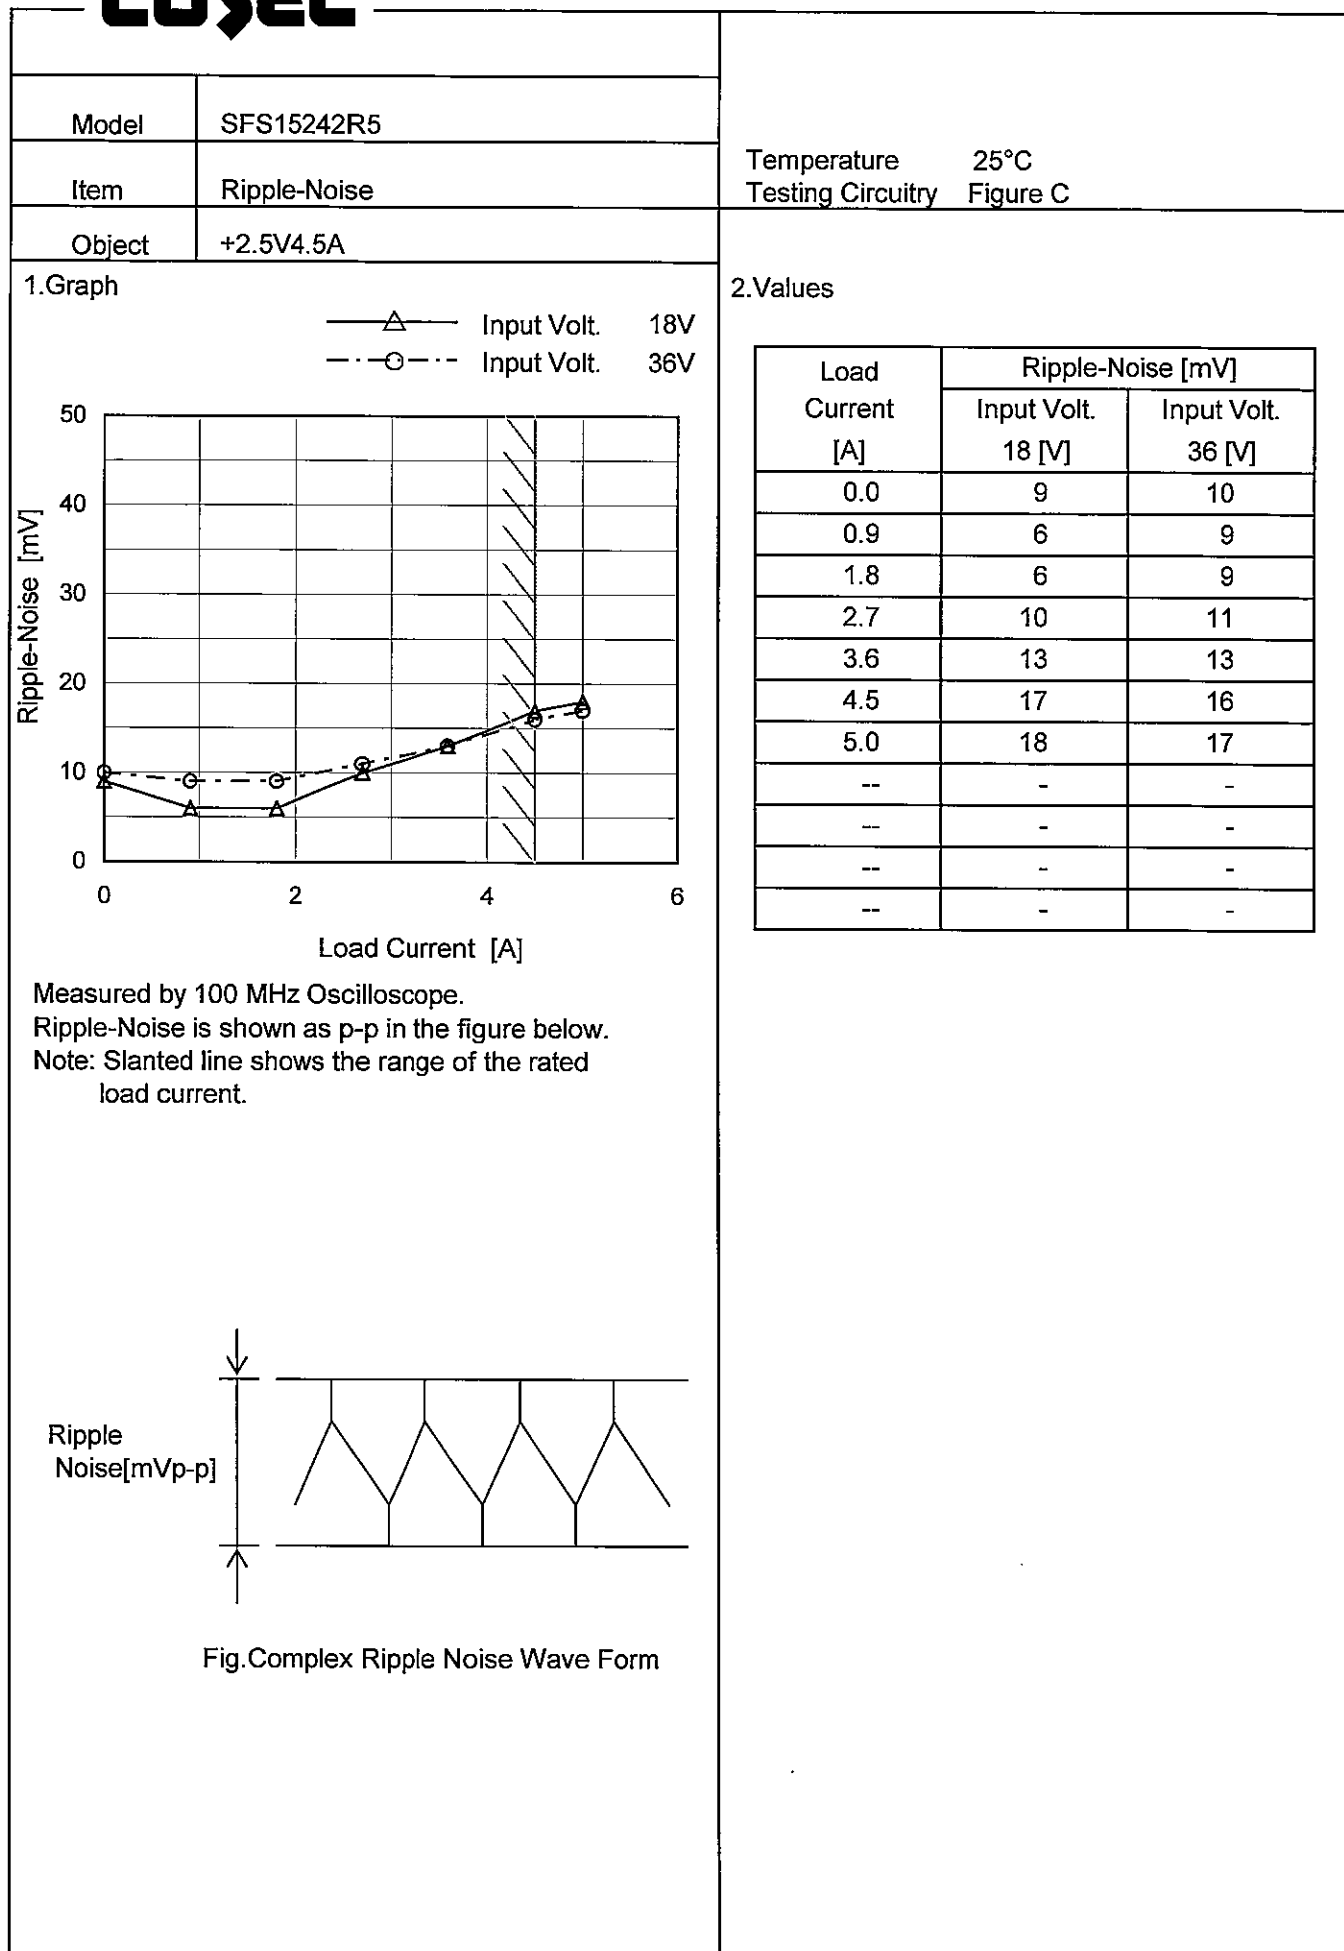 COSEL
Model SFS15242R5
Item Ripple-Noise
Object +2.5V4.5A
Temperature 25°C
Testing Circuitry Figure C
1.Graph
Input Volt. 18V
Input Volt. 36V
50
40
30
20
10
0
Ripple-Noise [mV]
0 2 4 6
Load Current [A]
Measured by 100 MHz Oscilloscope.
Ripple-Noise is shown as p-p in the figure below.
Note: Slanted line shows the range of the rated
load current.
Ripple
Noise[mVp-p]
Fig.Complex Ripple Noise Wave Form
2.Values
Load Ripple-Noise [mV]
Current Input Volt. Input Volt.
[A] 18 [V] 36 [V]
0.0 9 10
0.9 6 9
1.8 6 9
2.7 10 11
3.6 13 13
4.5 17 16
5.0 18 17
-- - -
-- - -
-- - -
-- - -